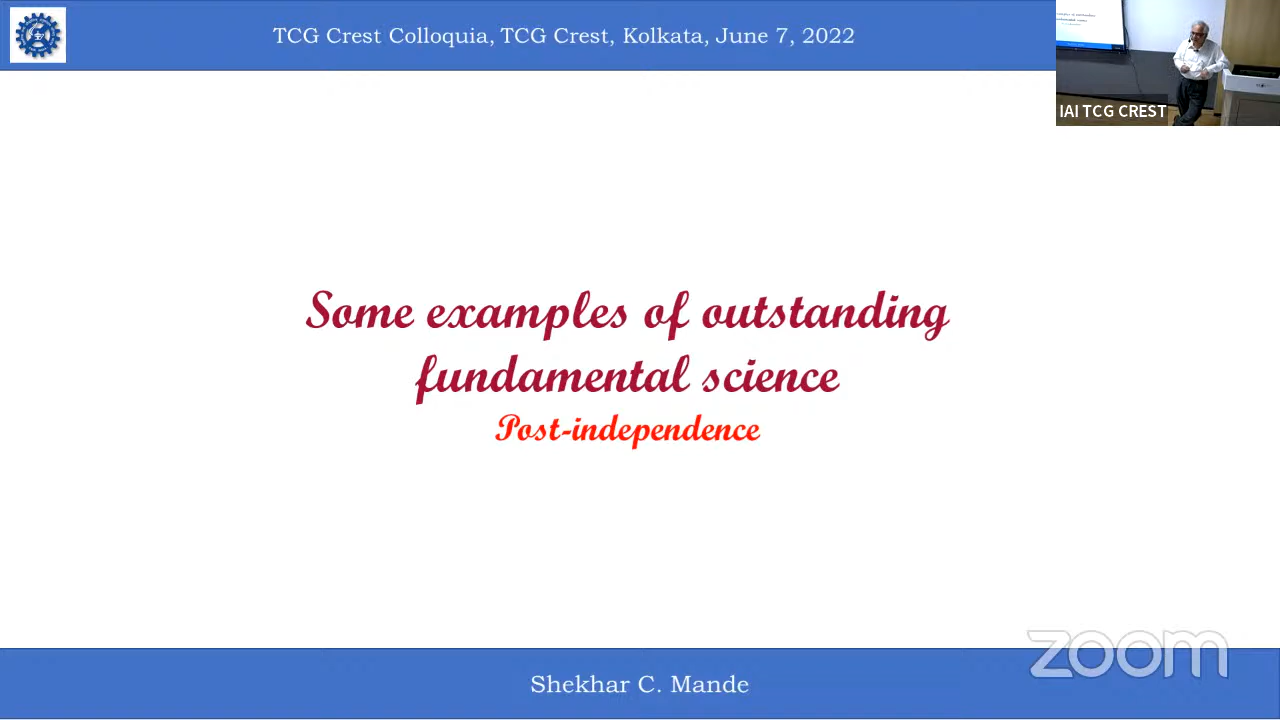 TCG Crest Colloquia, TCG Crest, Kolkata, June 7, 2022
IAI TCG CREST
Some examples of outstanding
fundamental science
Post-independence
zoom
Shekhar C. Mande